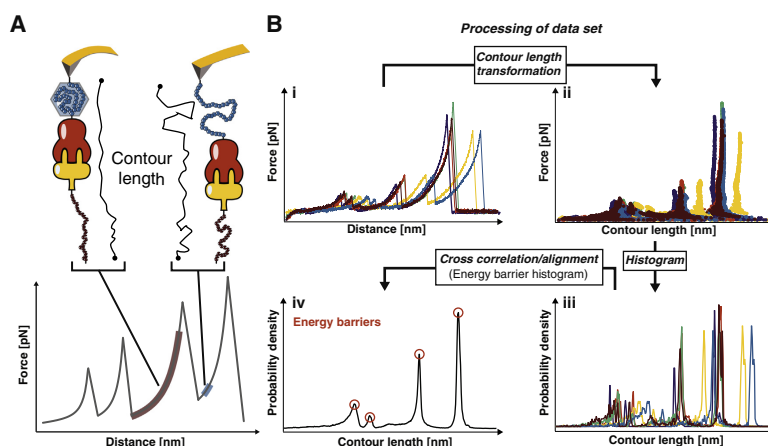 A
B
Processing of data set
Contour length
transformation
i
ii
Contour
length
Force [pN]
Distance [nm]
Force [pN]
Contour length [nm]
Cross correlation/alignment
(Energy barrier histogram)
Histogram
iv
iii
Energy barriers
Force [pN]
Distance [nm]
Probability density
Contour length [nm]
Probability density
Contour length [nm]